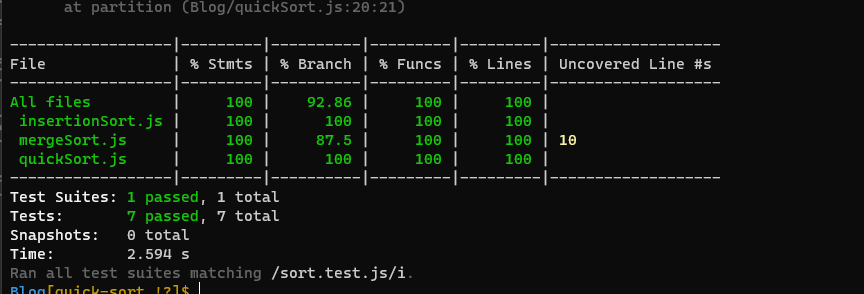 at partition (Blog/quickSort.js:20:21)
------------------|---------|----------|---------|---------|-------------------
File              | % Stmts | % Branch | % Funcs | % Lines | Uncovered Line #s
------------------|---------|----------|---------|---------|-------------------
All files         |     100 |    92.86 |     100 |     100 |
 insertionSort.js |     100 |      100 |     100 |     100 |
 mergeSort.js     |     100 |     87.5 |     100 |     100 | 10
 quickSort.js     |     100 |      100 |     100 |     100 |
------------------|---------|----------|---------|---------|-------------------
Test Suites: 1 passed, 1 total
Tests:       7 passed, 7 total
Snapshots:   0 total
Time:        2.594 s
Ran all test suites matching /sort.test.js/i.
Blog[quick-sort !?]$